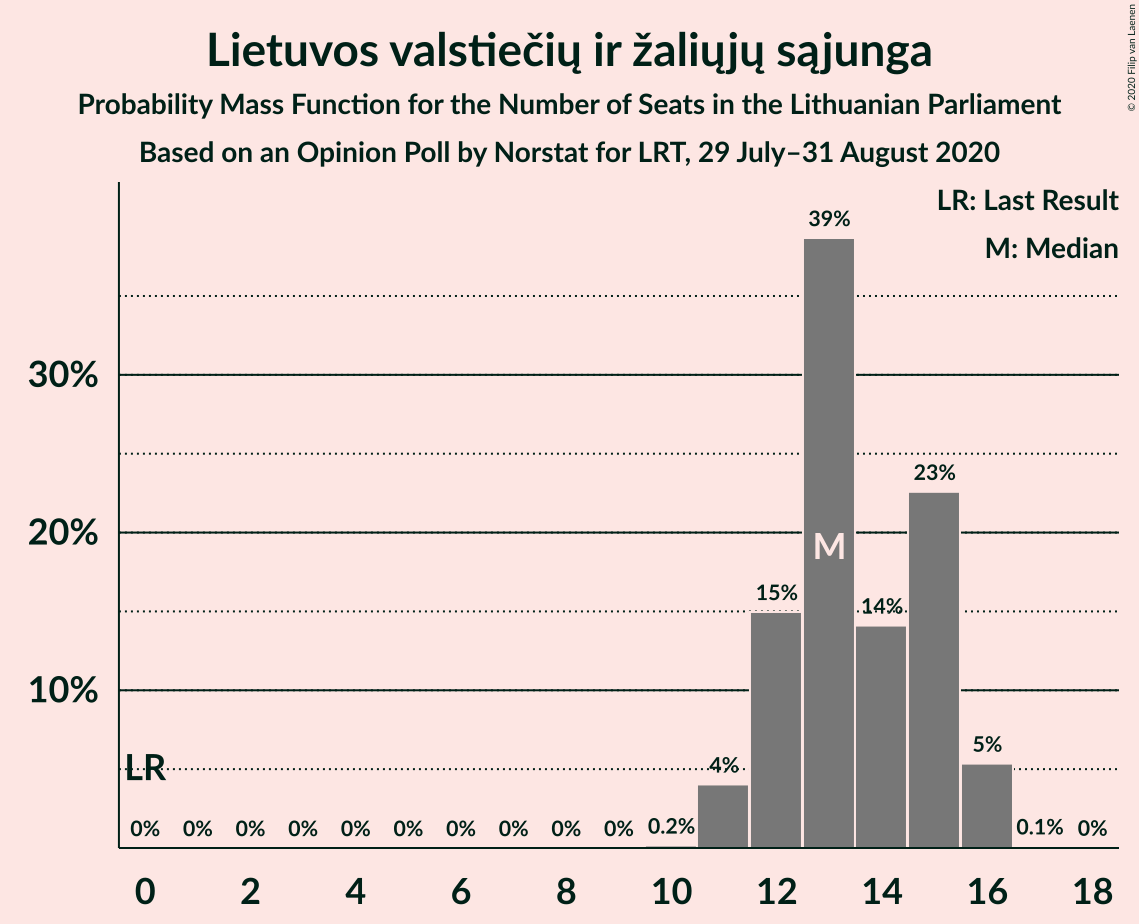 Lietuvos valstiečių ir žaliųjų sąjunga
Probability Mass Function for the Number of Seats in the Lithuanian Parliament
Based on an Opinion Poll by Norstat for LRT, 29 July–31 August 2020
© 2020 Filip van Laenen
LR: Last Result
M: Median
39%
30%
23%
20%
M
15%
14%
10%
5%
4%
LR
0% 0% 0% 0% 0% 0% 0% 0% 0% 0% 0.2% 0.1% 0%
0 2 4 6 8 10 12 14 16 18